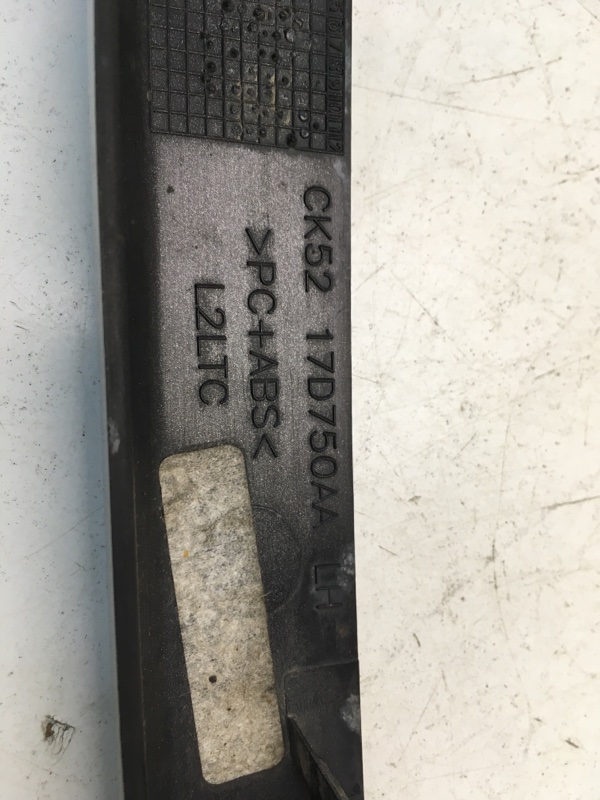 CK52 17D750AA LH
>PC+ABS<
L2LTC